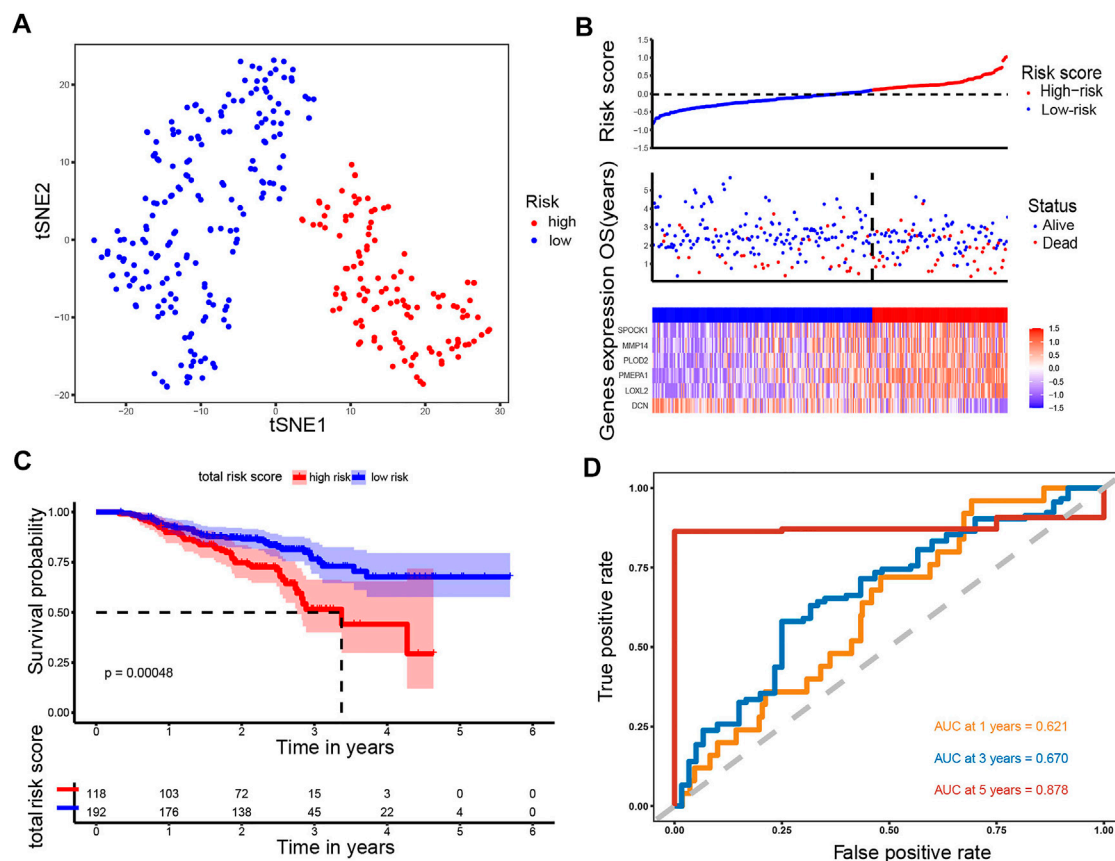 A
tSNE2
20
10
0
−10
−20
−20
−10
0
10
20
30
tSNE1
Risk
high
low
B
Risk score
1.5
1.0
0.5
0.0
−0.5
−1.0
−1.5
Risk score
High−risk
Low-risk
OS(years)
5
4
3
2
1
Status
Alive
Dead
Genes expression
SPOCK1
MMP14
PLOD2
PMEPA1
LOXL2
DCN
1.5
1.0
0.5
0.0
−0.5
−1.0
−1.5
C
total risk score
high risk
low risk
Survival probability
1.00
0.75
0.50
0.25
0.00
p = 0.00048
0 1 2 3 4 5 6
Time in years
total risk score
118 103 72 15 3 0 0
192 176 138 45 22 4 0
0 1 2 3 4 5 6
Time in years
D
True positive rate
1.00
0.75
0.50
0.25
0.00
AUC at 1 years = 0.621
AUC at 3 years = 0.670
AUC at 5 years = 0.878
0.00 0.25 0.50 0.75 1.00
False positive rate